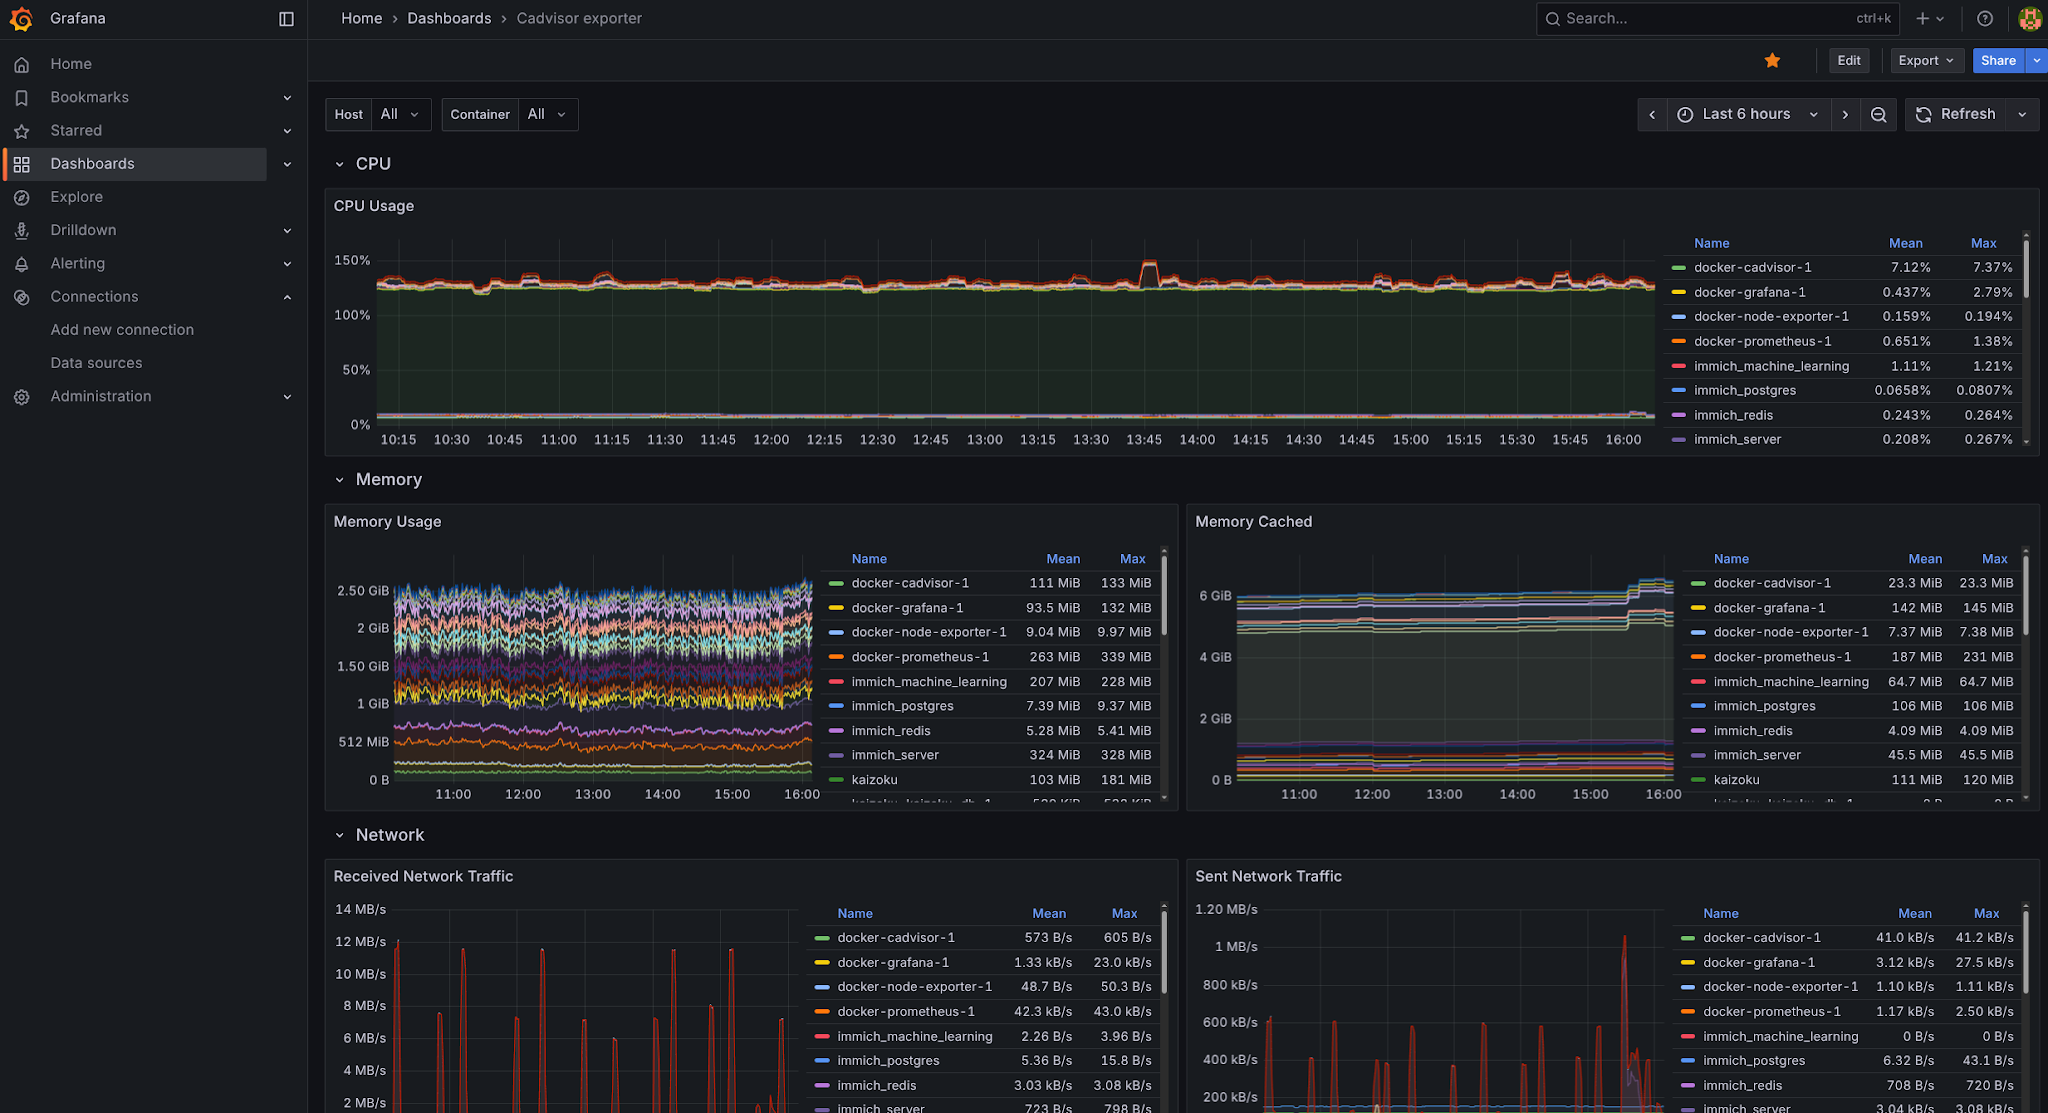 Grafana
Home › Dashboards › Cadvisor exporter
Search... ctrl+k
Edit Export Share
Home
Bookmarks
Starred
Dashboards
Explore
Drilldown
Alerting
Connections
Add new connection
Data sources
Administration
Host All Container All
Last 6 hours Refresh
CPU
CPU Usage
150%
100%
50%
0%
10:15 10:30 10:45 11:00 11:15 11:30 11:45 12:00 12:15 12:30 12:45 13:00 13:15 13:30 13:45 14:00 14:15 14:30 14:45 15:00 15:15 15:30 15:45 16:00
Name Mean Max
docker-cadvisor-1 7.12% 7.37%
docker-grafana-1 0.437% 2.79%
docker-node-exporter-1 0.159% 0.194%
docker-prometheus-1 0.651% 1.38%
immich_machine_learning 1.11% 1.21%
immich_postgres 0.0658% 0.0807%
immich_redis 0.243% 0.264%
immich_server 0.208% 0.267%
Memory
Memory Usage
2.50 GiB
2 GiB
1.50 GiB
1 GiB
512 MiB
0 B
11:00 12:00 13:00 14:00 15:00 16:00
Name Mean Max
docker-cadvisor-1 111 MiB 133 MiB
docker-grafana-1 93.5 MiB 132 MiB
docker-node-exporter-1 9.04 MiB 9.97 MiB
docker-prometheus-1 263 MiB 339 MiB
immich_machine_learning 207 MiB 228 MiB
immich_postgres 7.39 MiB 9.37 MiB
immich_redis 5.28 MiB 5.41 MiB
immich_server 324 MiB 328 MiB
kaizoku 103 MiB 181 MiB
Memory Cached
6 GiB
4 GiB
2 GiB
0 B
11:00 12:00 13:00 14:00 15:00 16:00
Name Mean Max
docker-cadvisor-1 23.3 MiB 23.3 MiB
docker-grafana-1 142 MiB 145 MiB
docker-node-exporter-1 7.37 MiB 7.38 MiB
docker-prometheus-1 187 MiB 231 MiB
immich_machine_learning 64.7 MiB 64.7 MiB
immich_postgres 106 MiB 106 MiB
immich_redis 4.09 MiB 4.09 MiB
immich_server 45.5 MiB 45.5 MiB
kaizoku 111 MiB 120 MiB
Network
Received Network Traffic
14 MB/s
12 MB/s
10 MB/s
8 MB/s
6 MB/s
4 MB/s
2 MB/s
Name Mean Max
docker-cadvisor-1 573 B/s 605 B/s
docker-grafana-1 1.33 kB/s 23.0 kB/s
docker-node-exporter-1 48.7 B/s 50.3 B/s
docker-prometheus-1 42.3 kB/s 43.0 kB/s
immich_machine_learning 2.26 B/s 3.96 B/s
immich_postgres 5.36 B/s 15.8 B/s
immich_redis 3.03 kB/s 3.08 kB/s
immich_server 723 B/s 798 B/s
Sent Network Traffic
1.20 MB/s
1 MB/s
800 kB/s
600 kB/s
400 kB/s
200 kB/s
Name Mean Max
docker-cadvisor-1 41.0 kB/s 41.2 kB/s
docker-grafana-1 3.12 kB/s 27.5 kB/s
docker-node-exporter-1 1.10 kB/s 1.11 kB/s
docker-prometheus-1 1.17 kB/s 2.50 kB/s
immich_machine_learning 0 B/s 0 B/s
immich_postgres 6.32 B/s 43.1 B/s
immich_redis 708 B/s 720 B/s
immich_server 3.04 kB/s 3.08 kB/s